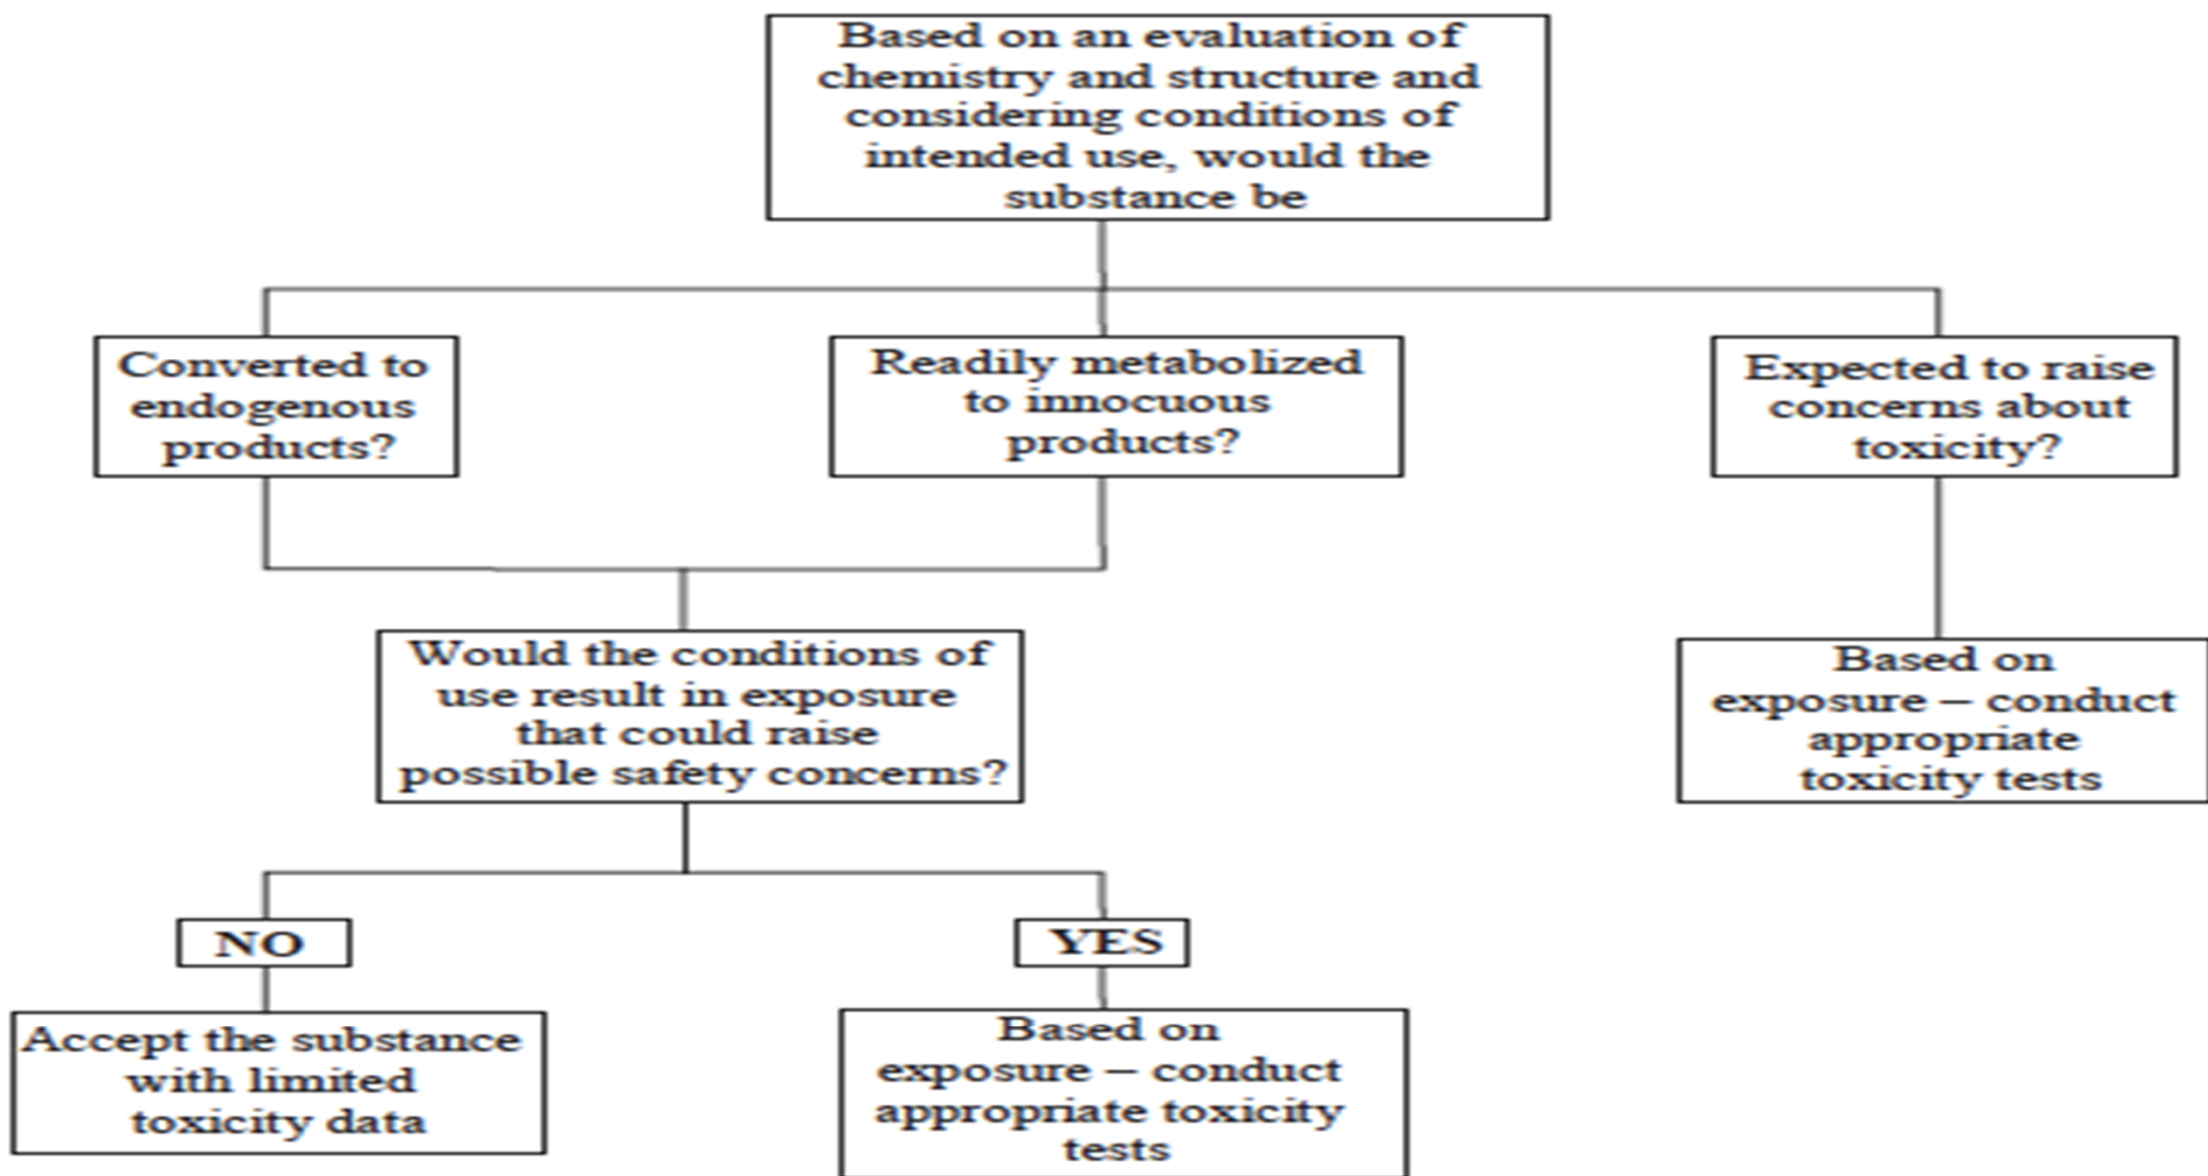 Based on an evaluation of
chemistry and structure and
considering conditions of
intended use, would the
substance be
Converted to
endogenous
products?
Readily metabolized
to innocuous
products?
Expected to raise
concerns about
toxicity?
Would the conditions of
use result in exposure
that could raise
possible safety concerns?
Based on
exposure – conduct
appropriate
toxicity tests
NO
YES
Accept the substance
with limited
toxicity data
Based on
exposure – conduct
appropriate toxicity
tests